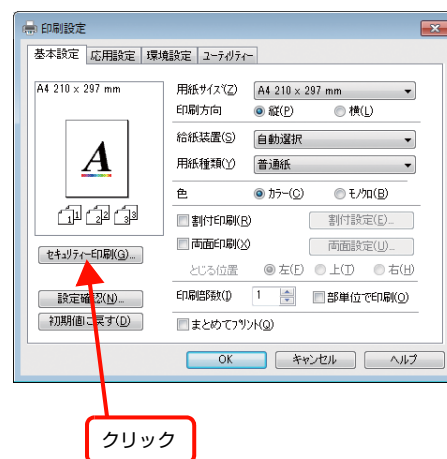 印刷設定
基本設定 応用設定 環境設定 ユーティリティー
A4 210 x 297 mm
用紙サイズ(Z) A4 210 x 297 mm
印刷方向 縦(P) 横(L)
給紙装置(S) 自動選択
用紙種類(Y) 普通紙
A
色 カラー(C) モノクロ(B)
1 1 2 2 3 3
割付印刷(R) 割付設定(E)...
両面印刷(X) 両面設定(U)...
セキュリティー印刷(G)...
とじる位置 左(F) 上(T) 右(H)
設定確認(N)...
印刷部数(I) 1 部単位で印刷(O)
初期値に戻す(D)
まとめてプリント(Q)
OK キャンセル ヘルプ
クリック